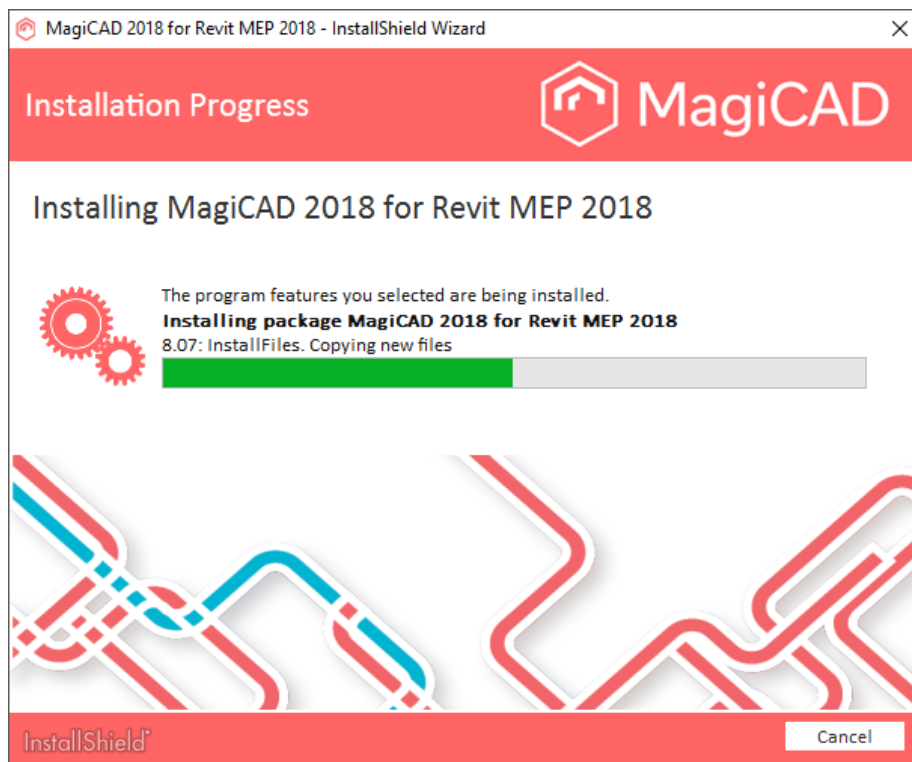 MagiCAD 2018 for Revit MEP 2018 - InstallShield Wizard
Installation Progress
MagiCAD
Installing MagiCAD 2018 for Revit MEP 2018
The program features you selected are being installed.
Installing package MagiCAD 2018 for Revit MEP 2018
8.07: InstallFiles. Copying new files
InstallShield
Cancel